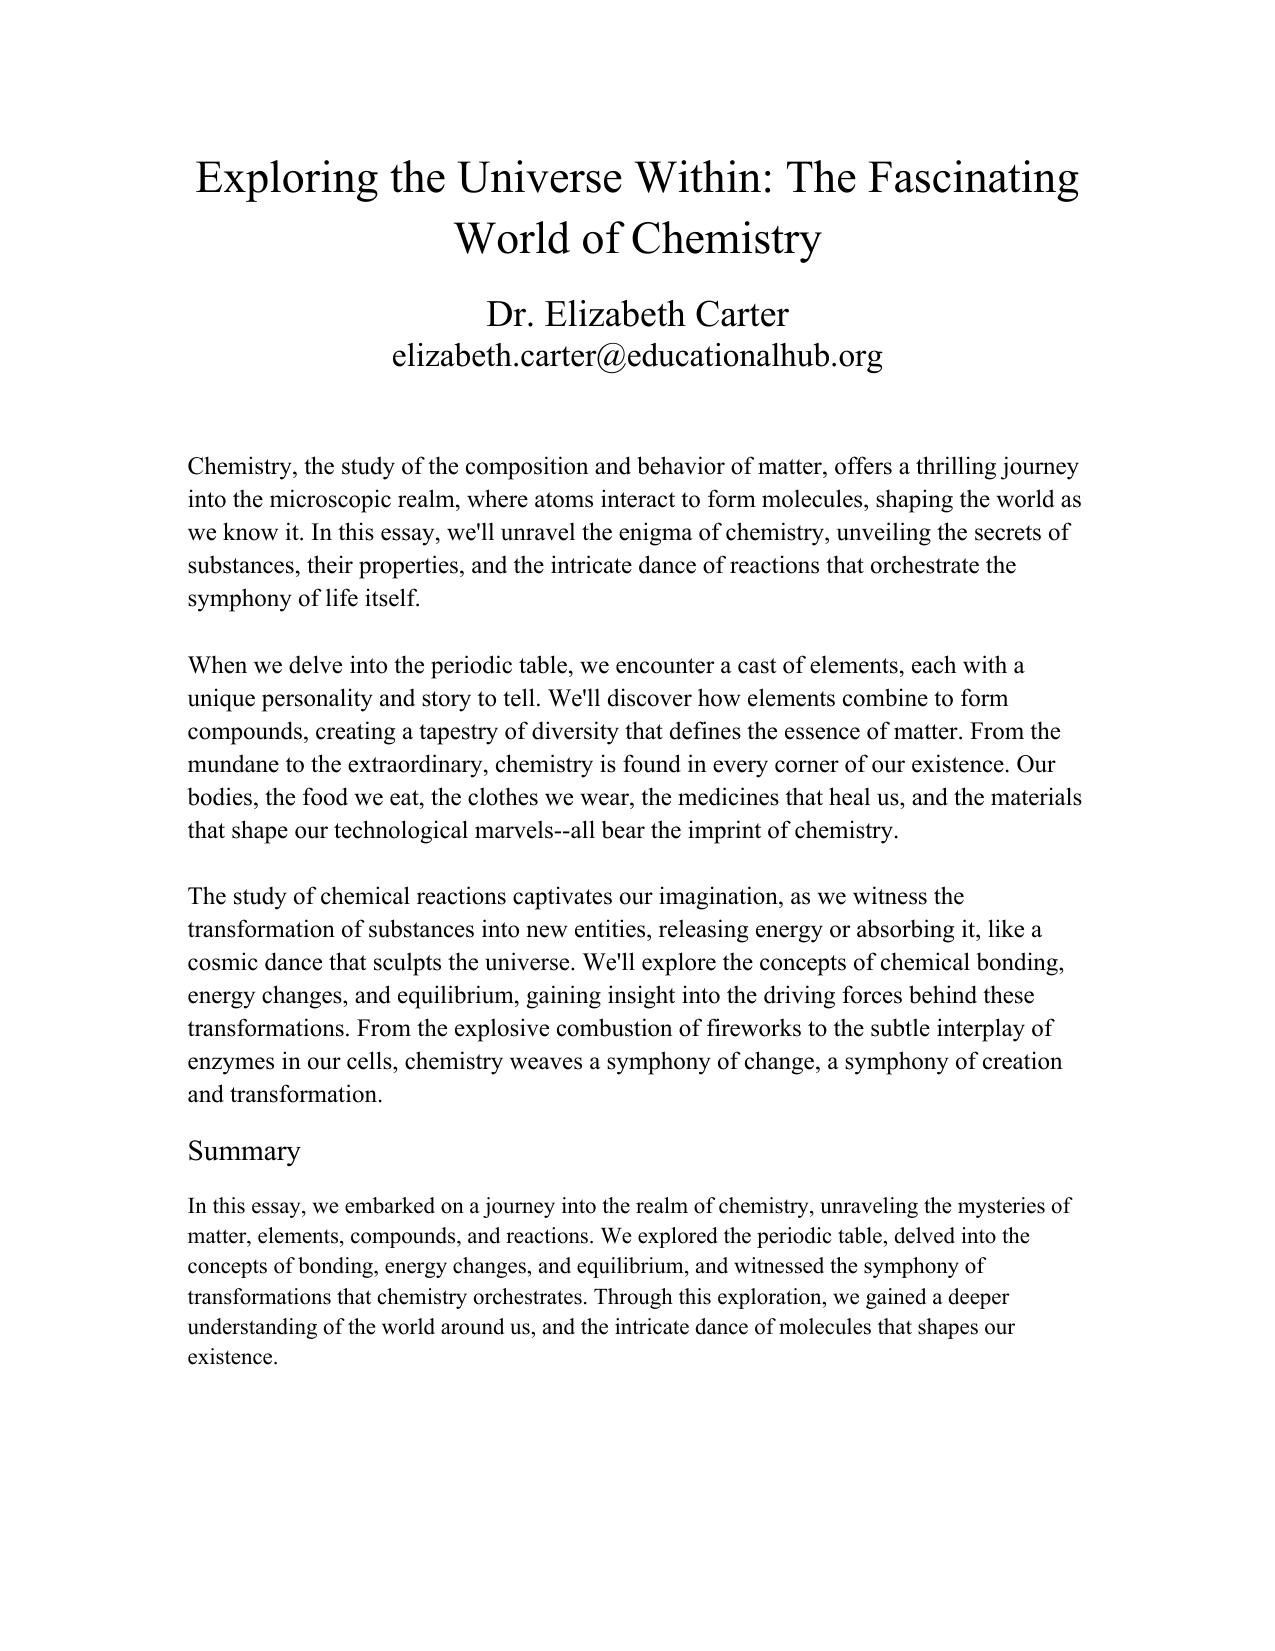 Exploring the Universe Within: The Fascinating
World of Chemistry
Dr. Elizabeth Carter
elizabeth.carter@educationalhub.org
Chemistry, the study of the composition and behavior of matter, offers a thrilling journey
into the microscopic realm, where atoms interact to form molecules, shaping the world as
we know it. In this essay, we'll unravel the enigma of chemistry, unveiling the secrets of
substances, their properties, and the intricate dance of reactions that orchestrate the
symphony of life itself.
When we delve into the periodic table, we encounter a cast of elements, each with a
unique personality and story to tell. We'll discover how elements combine to form
compounds, creating a tapestry of diversity that defines the essence of matter. From the
mundane to the extraordinary, chemistry is found in every corner of our existence. Our
bodies, the food we eat, the clothes we wear, the medicines that heal us, and the materials
that shape our technological marvels--all bear the imprint of chemistry.
The study of chemical reactions captivates our imagination, as we witness the
transformation of substances into new entities, releasing energy or absorbing it, like a
cosmic dance that sculpts the universe. We'll explore the concepts of chemical bonding,
energy changes, and equilibrium, gaining insight into the driving forces behind these
transformations. From the explosive combustion of fireworks to the subtle interplay of
enzymes in our cells, chemistry weaves a symphony of change, a symphony of creation
and transformation.
Summary
In this essay, we embarked on a journey into the realm of chemistry, unraveling the mysteries of
matter, elements, compounds, and reactions. We explored the periodic table, delved into the
concepts of bonding, energy changes, and equilibrium, and witnessed the symphony of
transformations that chemistry orchestrates. Through this exploration, we gained a deeper
understanding of the world around us, and the intricate dance of molecules that shapes our
existence.